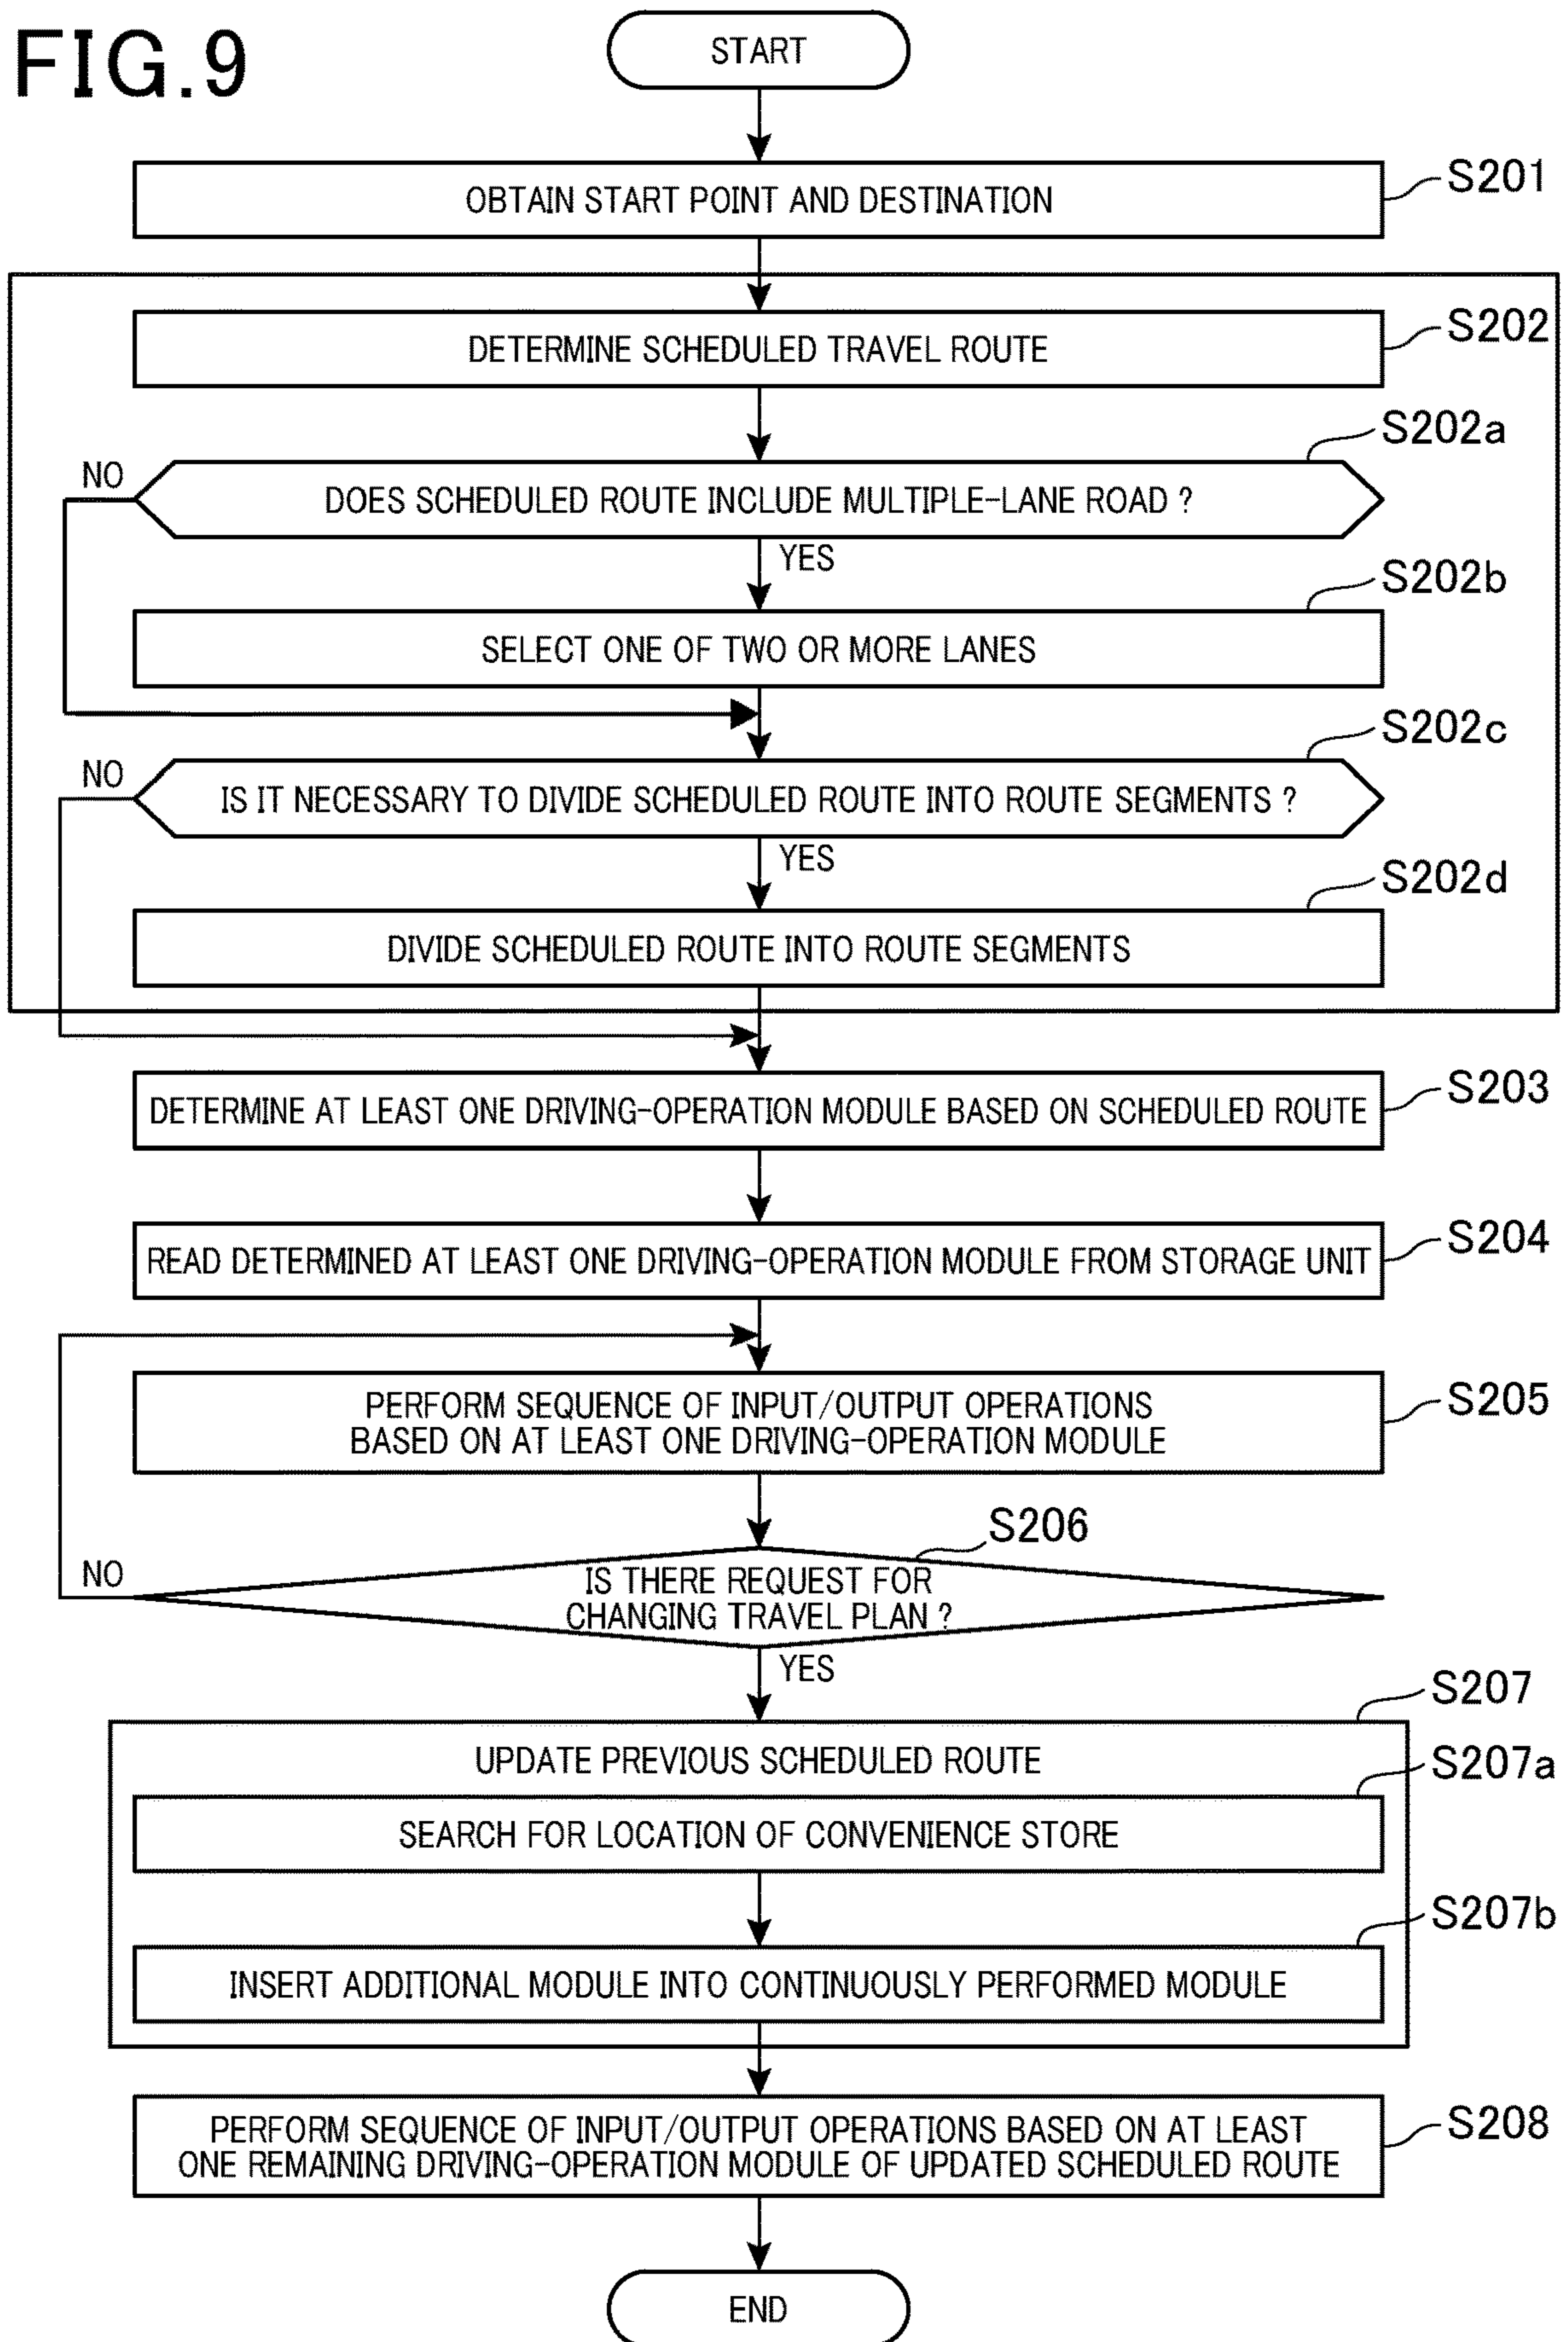 FIG.9
START
OBTAIN START POINT AND DESTINATION
S201
DETERMINE SCHEDULED TRAVEL ROUTE
S202
S202a
NO
DOES SCHEDULED ROUTE INCLUDE MULTIPLE-LANE ROAD ?
YES
S202b
SELECT ONE OF TWO OR MORE LANES
S202c
NO
IS IT NECESSARY TO DIVIDE SCHEDULED ROUTE INTO ROUTE SEGMENTS ?
YES
S202d
DIVIDE SCHEDULED ROUTE INTO ROUTE SEGMENTS
S203
DETERMINE AT LEAST ONE DRIVING-OPERATION MODULE BASED ON SCHEDULED ROUTE
S204
READ DETERMINED AT LEAST ONE DRIVING-OPERATION MODULE FROM STORAGE UNIT
PERFORM SEQUENCE OF INPUT/OUTPUT OPERATIONS
BASED ON AT LEAST ONE DRIVING-OPERATION MODULE
S205
S206
NO
IS THERE REQUEST FOR
CHANGING TRAVEL PLAN ?
YES
S207
UPDATE PREVIOUS SCHEDULED ROUTE
S207a
SEARCH FOR LOCATION OF CONVENIENCE STORE
S207b
INSERT ADDITIONAL MODULE INTO CONTINUOUSLY PERFORMED MODULE
PERFORM SEQUENCE OF INPUT/OUTPUT OPERATIONS BASED ON AT LEAST
ONE REMAINING DRIVING-OPERATION MODULE OF UPDATED SCHEDULED ROUTE
S208
END